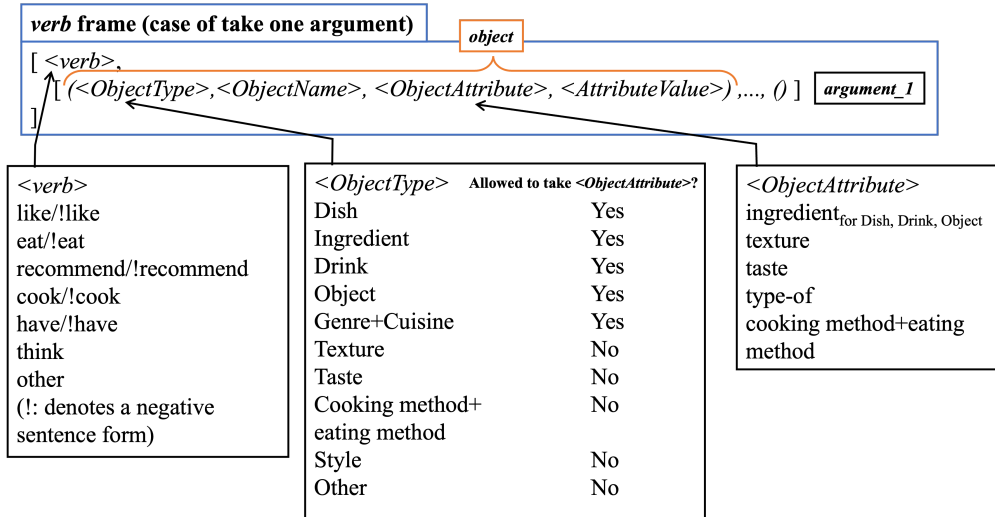 verb frame (case of take one argument)
object
[ <verb>,
[ (<ObjectType>,<ObjectName>, <ObjectAttribute>, <AttributeValue>) ,..., () ]
argument_1
]
<verb>
like/!like
eat/!eat
recommend/!recommend
cook/!cook
have/!have
think
other
(!: denotes a negative
sentence form)
<ObjectType> Allowed to take <ObjectAttribute>?
Dish Yes
Ingredient Yes
Drink Yes
Object Yes
Genre+Cuisine Yes
Texture No
Taste No
Cooking method+ No
eating method
Style No
Other No
<ObjectAttribute>
ingredient for Dish, Drink, Object
texture
taste
type-of
cooking method+eating
method